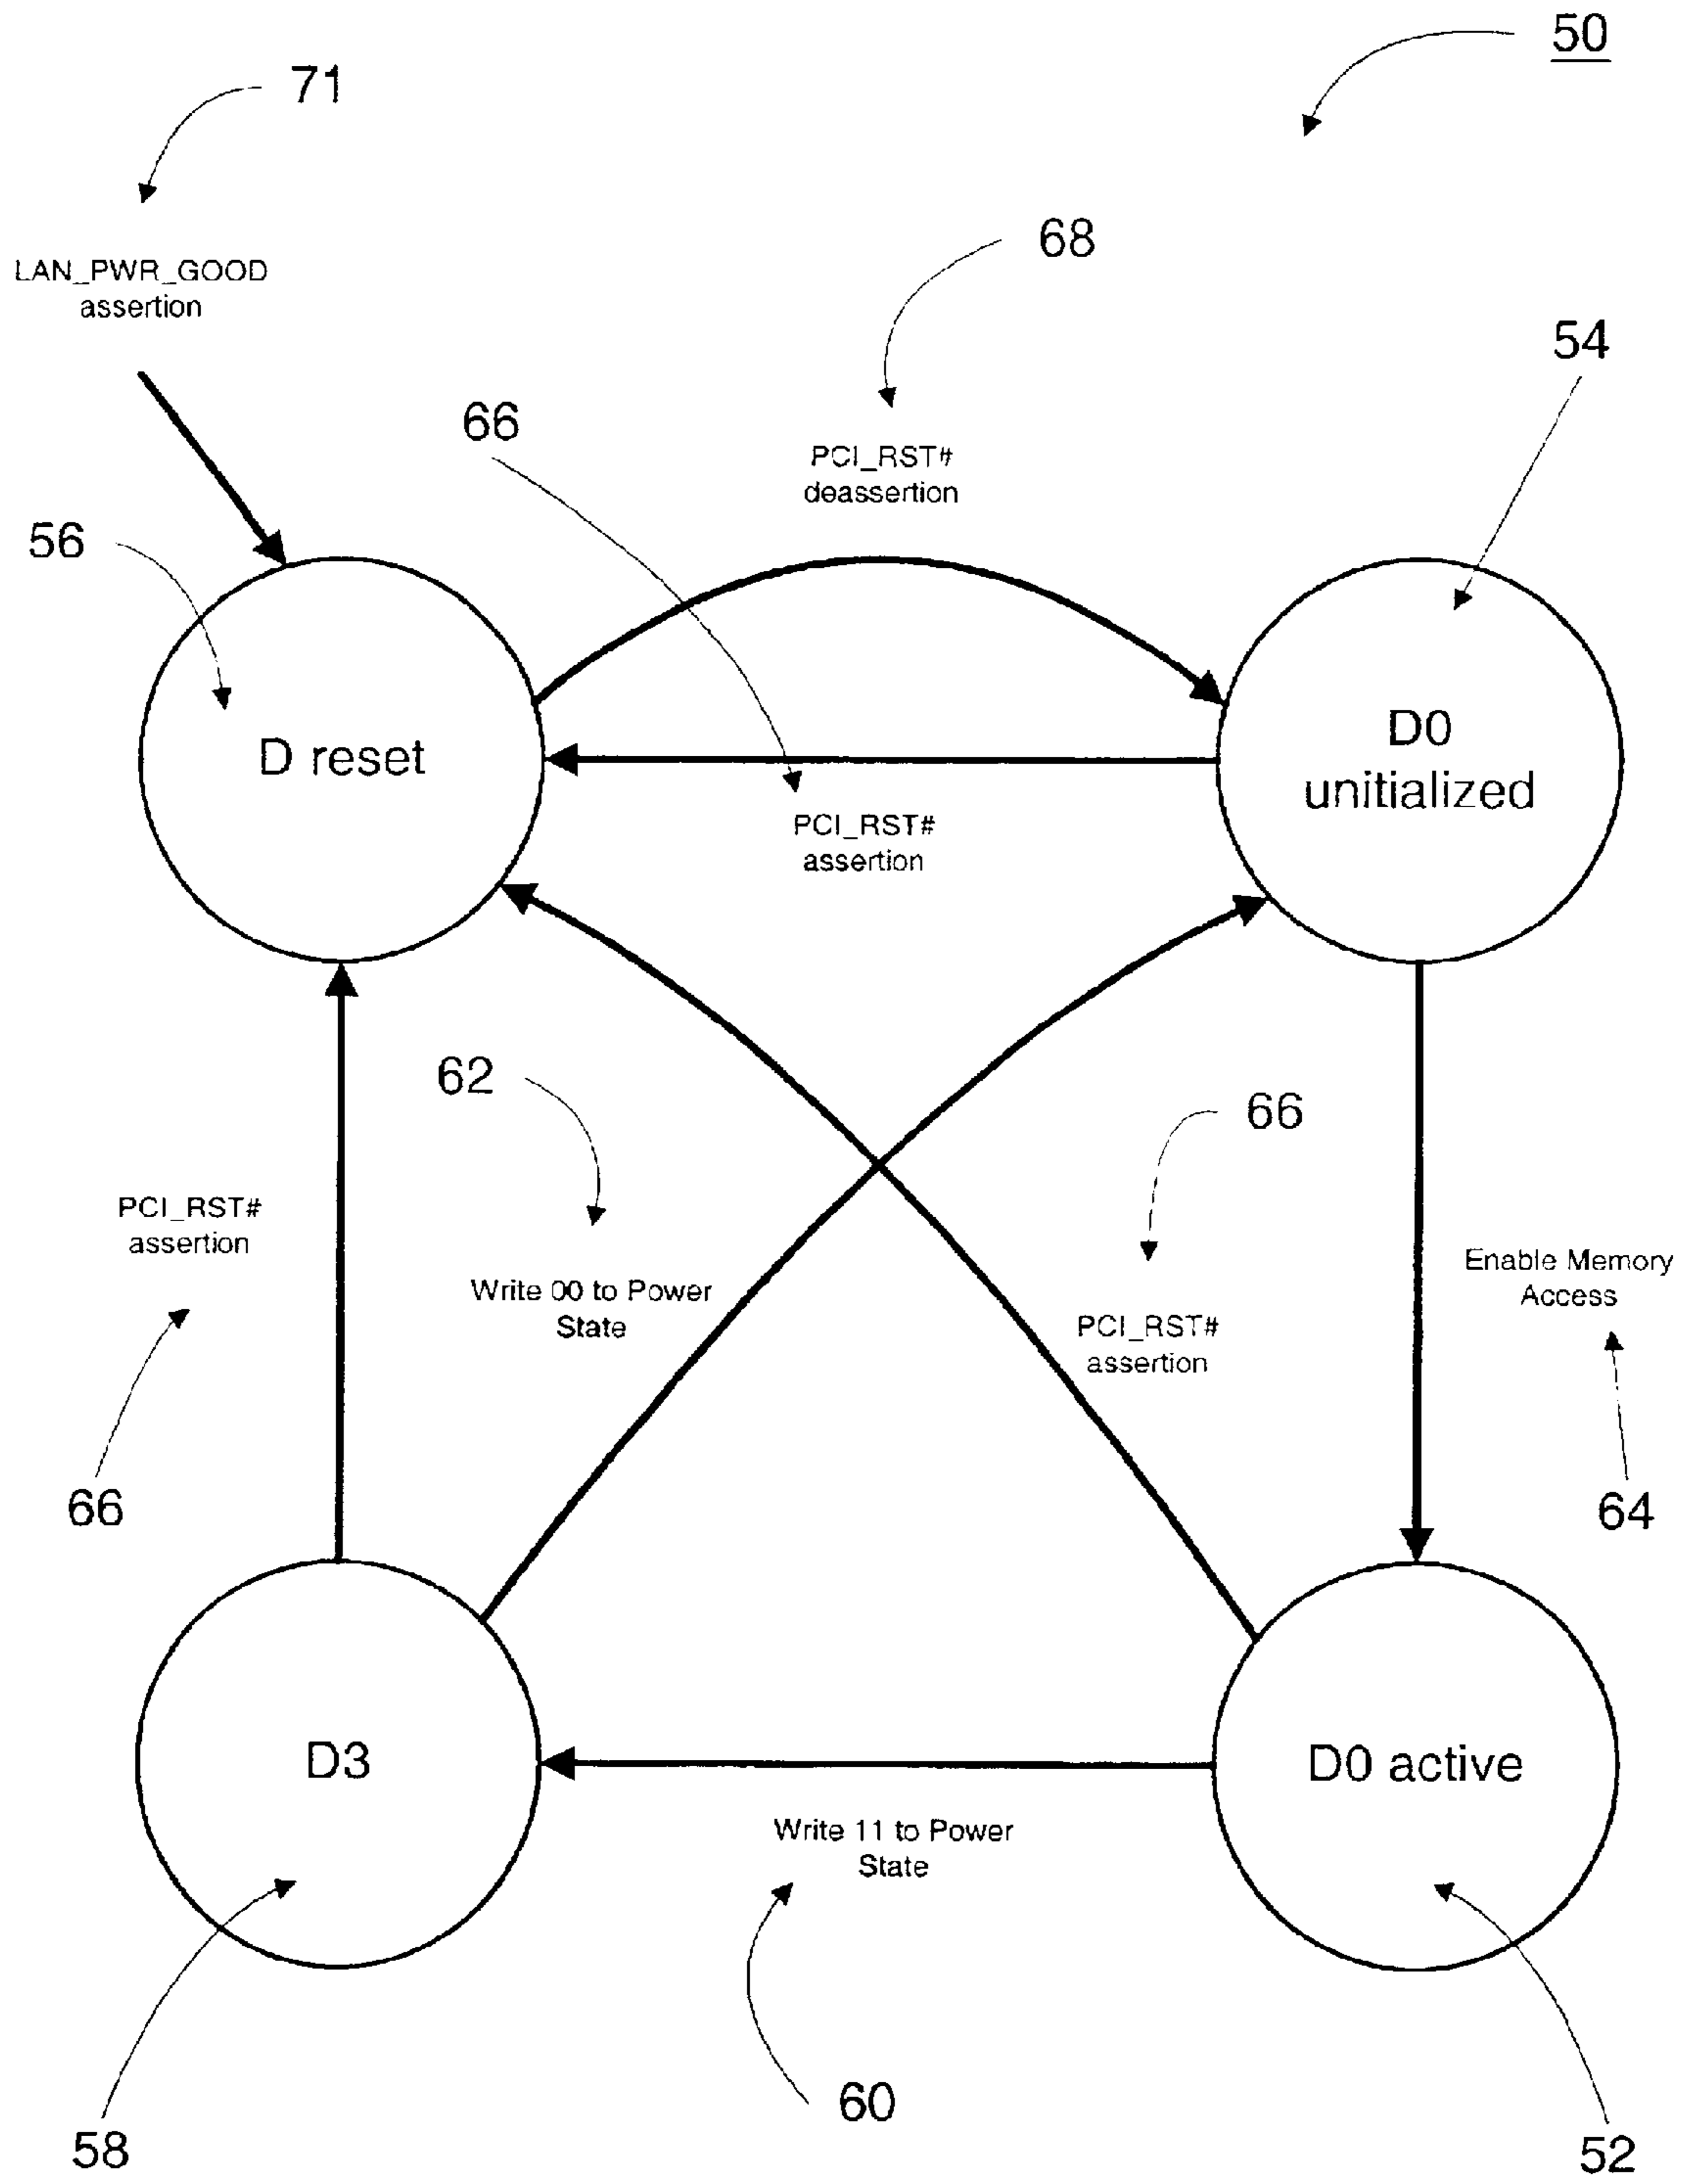 50
71
LAN_PWR_GOOD
assertion
68
54
66
PCI_RST#
deassertion
56
D reset
D0
unitialized
PCI_RST#
assertion
62
66
PCI_RST#
assertion
Write 00 to Power
State
PCI_RST#
assertion
Enable Memory
Access
66
64
D3
D0 active
Write 11 to Power
State
60
58
52